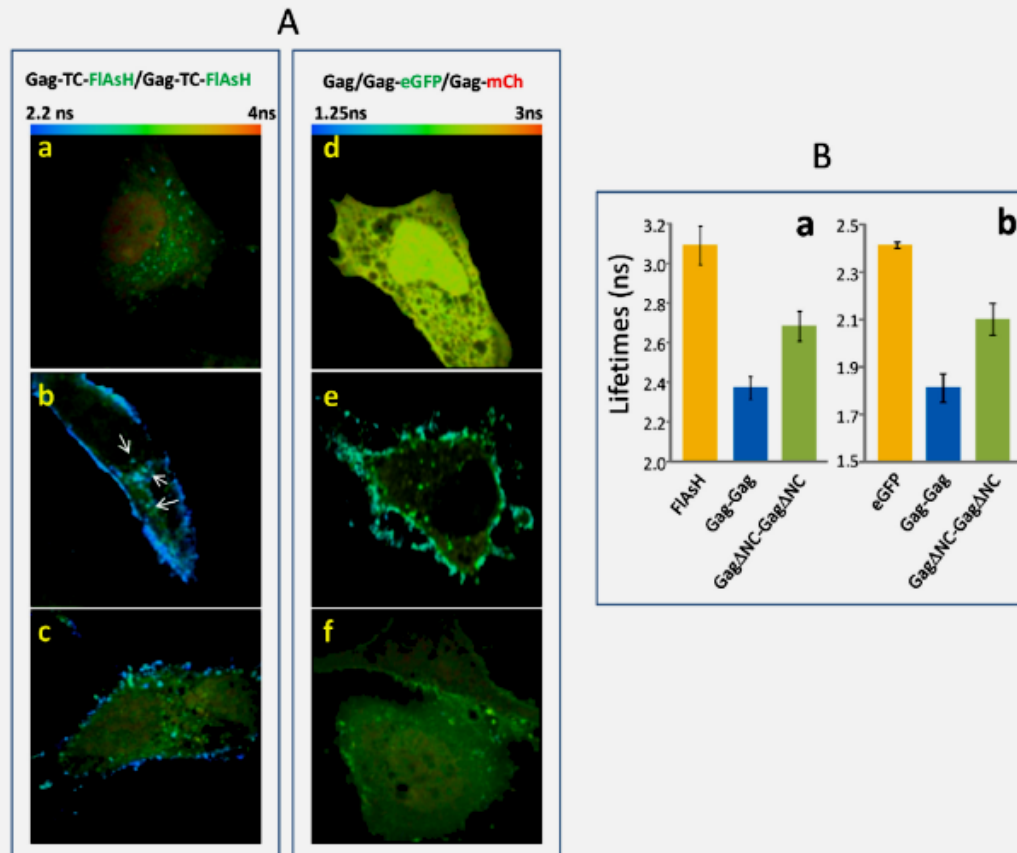 A
Gag-TC-FlAsH/Gag-TC-FlAsH
2.2 ns 4ns
a
b
c
Gag/Gag-eGFP/Gag-mCh
1.25ns 3ns
d
e
f
B
Lifetimes (ns)
a
3.2
3.0
2.8
2.6
2.4
2.2
2.0
FlAsH
Gag-Gag
GagΔNC-GagΔNC
b
2.5
2.3
2.1
1.9
1.7
1.5
eGFP
Gag-Gag
GagΔNC-GagΔNC